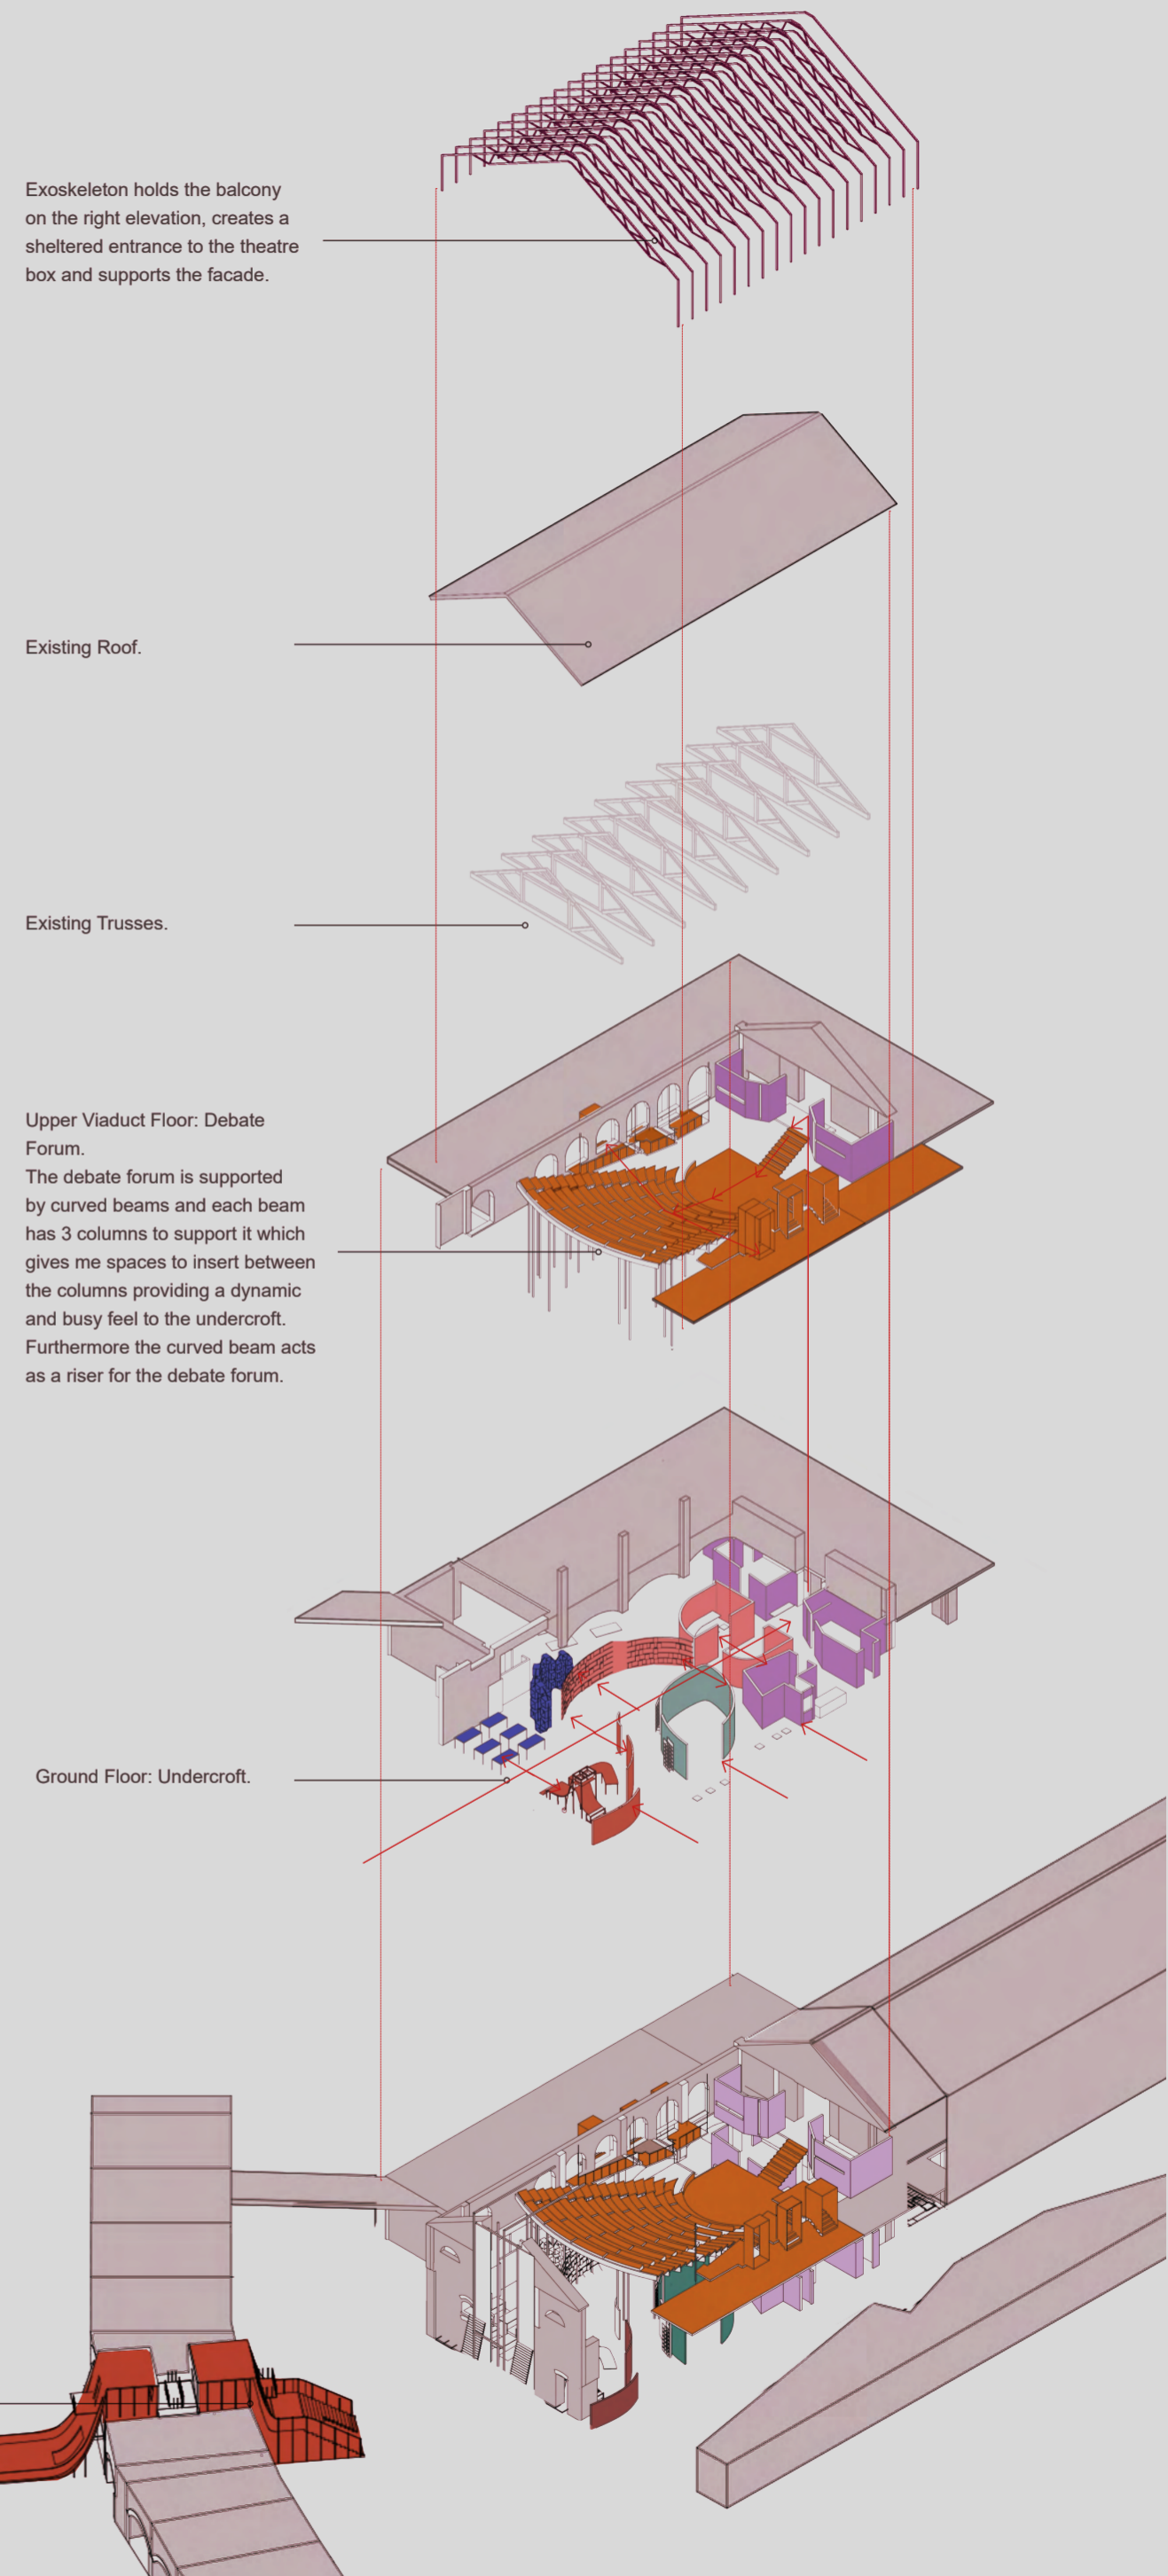 Exoskeleton holds the balcony
on the right elevation, creates a
sheltered entrance to the theatre
box and supports the facade.
Existing Roof.
Existing Trusses.
Upper Viaduct Floor: Debate
Forum.
The debate forum is supported
by curved beams and each beam
has 3 columns to support it which
gives me spaces to insert between
the columns providing a dynamic
and busy feel to the undercroft.
Furthermore the curved beam acts
as a riser for the debate forum.
Ground Floor: Undercroft.